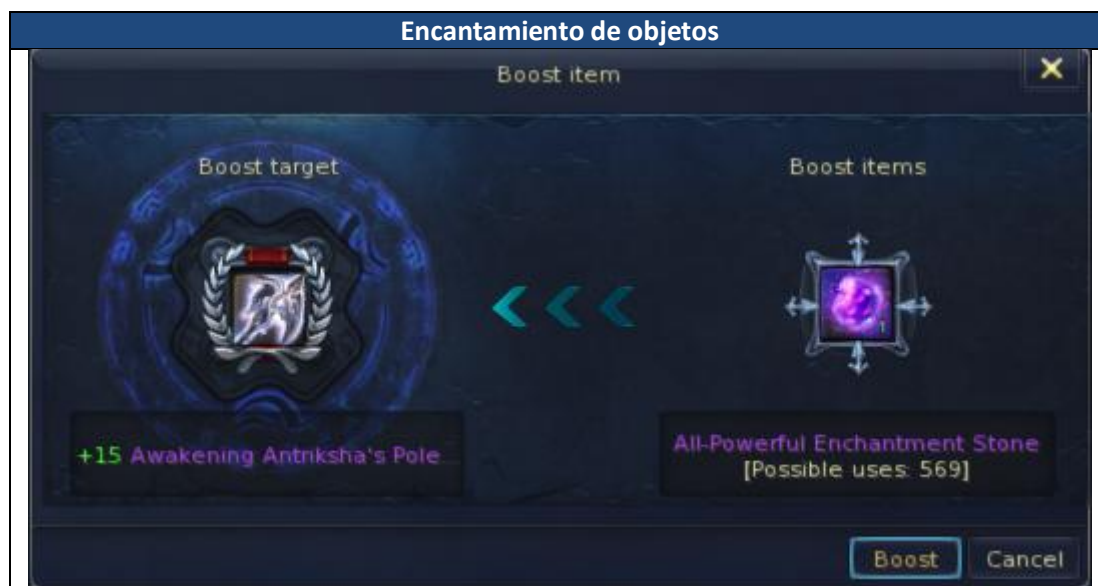 Encantamiento de objetos
Boost item
Boost target
Boost items
1
+15 Awakening Antriksha's Pole
All-Powerful Enchantment Stone
[Possible uses: 569]
Boost
Cancel